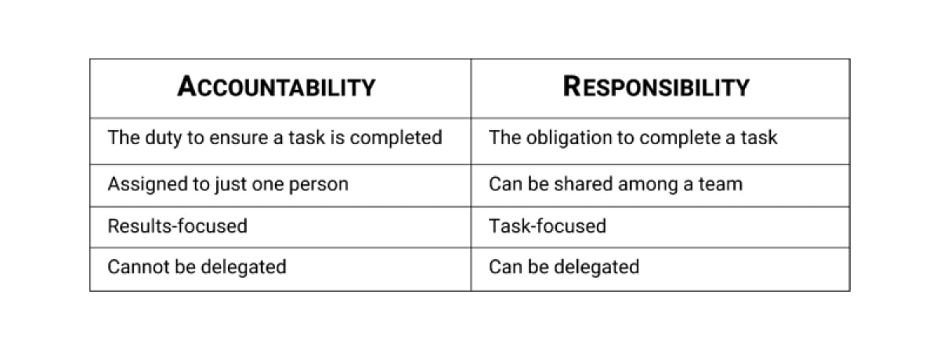 ACCOUNTABILITY
RESPONSIBILITY
The duty to ensure a task is completed
The obligation to complete a task
Assigned to just one person
Can be shared among a team
Results-focused
Task-focused
Cannot be delegated
Can be delegated